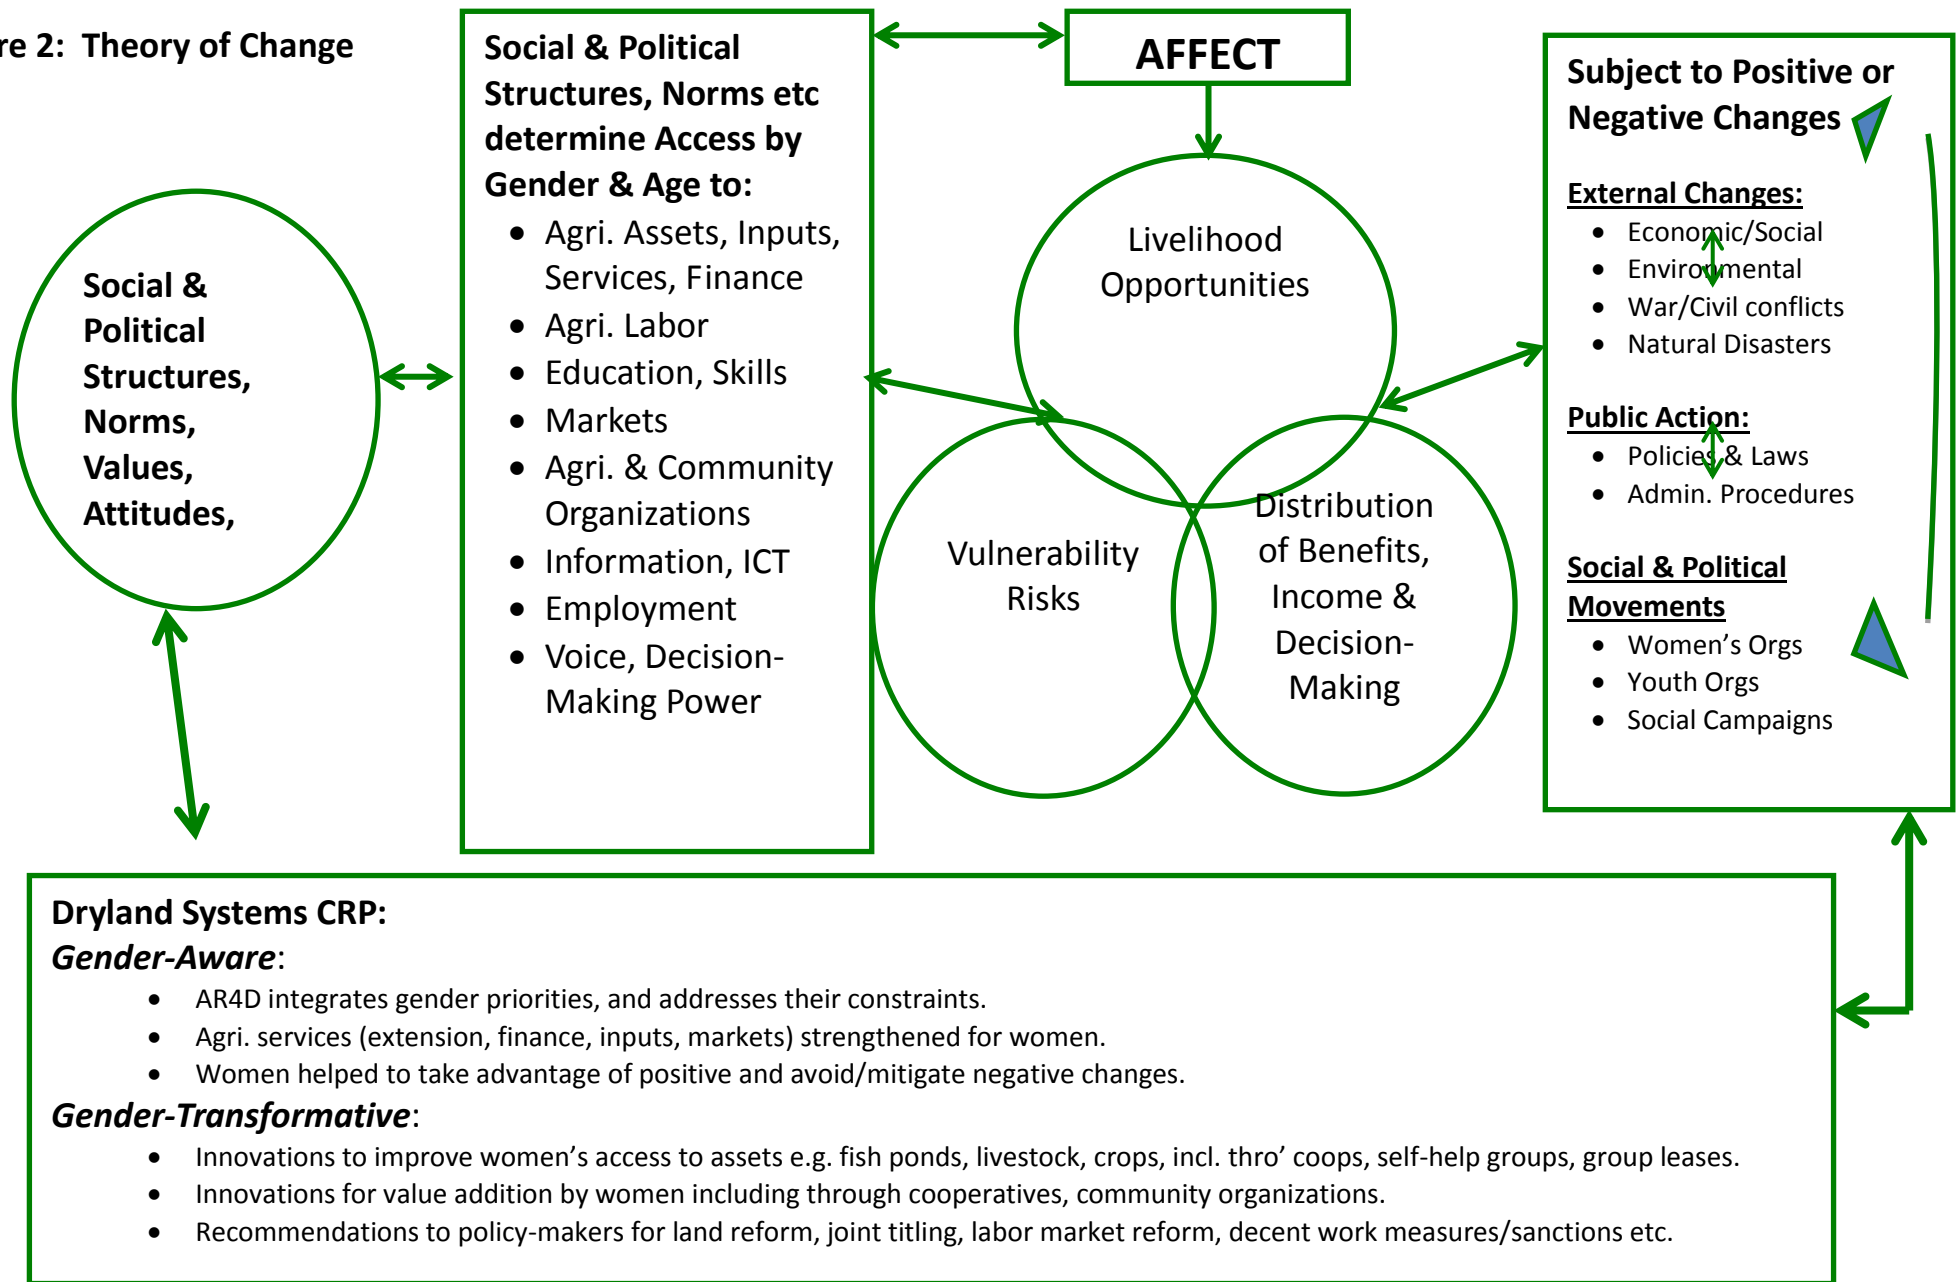 re 2:  Theory of Change
Social &
Political
Structures,
Norms,
Values,
Attitudes,
Social & Political
Structures, Norms etc
determine Access by
Gender & Age to:
• Agri. Assets, Inputs,
Services, Finance
• Agri. Labor
• Education, Skills
• Markets
• Agri. & Community
Organizations
• Information, ICT
• Employment
• Voice, Decision-
Making Power
AFFECT
Livelihood
Opportunities
Vulnerability
Risks
Distribution
of Benefits,
Income &
Decision-
Making
Subject to Positive or
Negative Changes
External Changes:
• Economic/Social
• Environmental
• War/Civil conflicts
• Natural Disasters
Public Action:
• Policies & Laws
• Admin. Procedures
Social & Political
Movements
• Women’s Orgs
• Youth Orgs
• Social Campaigns
Dryland Systems CRP:
Gender-Aware:
• AR4D integrates gender priorities, and addresses their constraints.
• Agri. services (extension, finance, inputs, markets) strengthened for women.
• Women helped to take advantage of positive and avoid/mitigate negative changes.
Gender-Transformative:
• Innovations to improve women’s access to assets e.g. fish ponds, livestock, crops, incl. thro’ coops, self-help groups, group leases.
• Innovations for value addition by women including through cooperatives, community organizations.
• Recommendations to policy-makers for land reform, joint titling, labor market reform, decent work measures/sanctions etc.